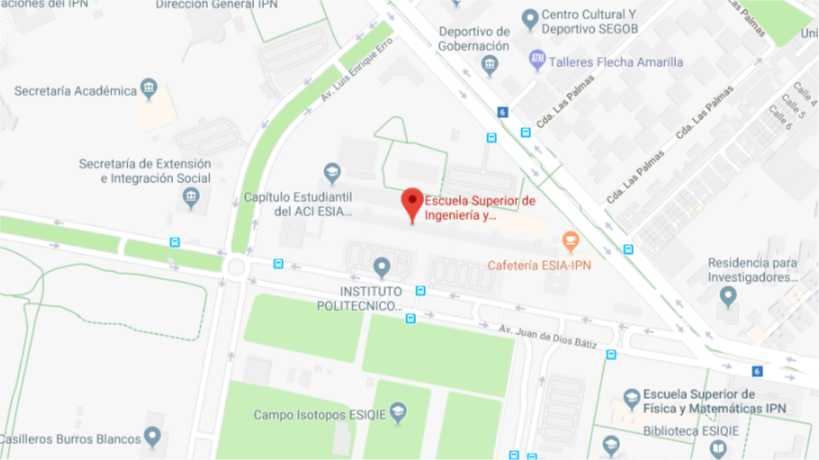 aciones del IPN
Dirección General IPN
Centro Cultural Y
Deportivo SEGOB
Deportivo de
Gobernación
ATM
Talleres Flecha Amarilla
Uni
Av. Luis Enrique Erro
Secretaría Académica
Calle 4
Calle 5
Calle 6
Cda. Las Palmas
Cda. Las Palmas
Cda. Las Palmas
6
Secretaría de Extensión
e Integración Social
Capítulo Estudiantil
del ACI ESIA...
Escuela Superior de
Ingeniería y...
Cafetería ESIA-IPN
Residencia para
Investigadores...
INSTITUTO
POLITECNICO...
Av. Juan de Dios Bátiz
6
Escuela Superior de
Física y Matemáticas IPN
Campo Isotopos ESIQIE
Biblioteca ESIQIE
Casilleros Burros Blancos